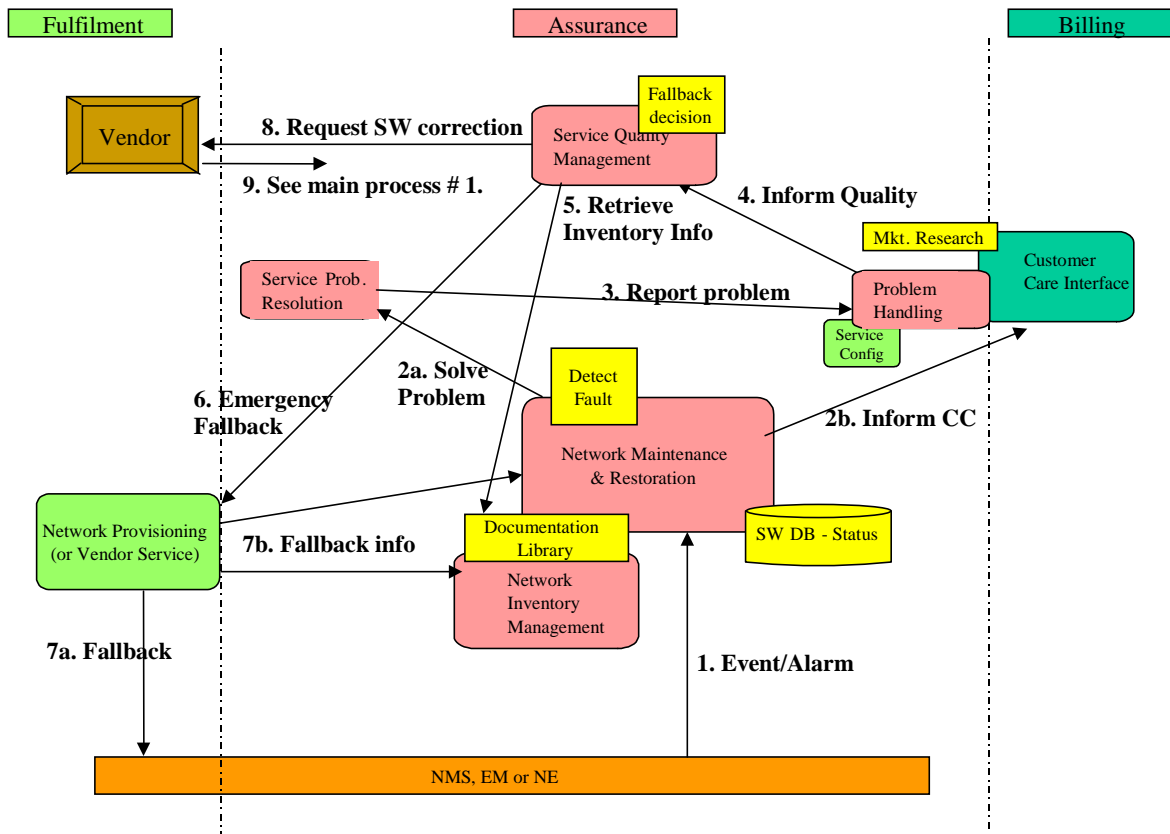 Fulfilment
Assurance
Billing
Fallback
decision
Vendor
8. Request SW correction
Service Quality
Management
9. See main process # 1.
4. Inform Quality
5. Retrieve
Inventory Info
Mkt. Research
Customer
Care Interface
Service Prob.
Resolution
3. Report problem
Problem
Handling
Service
Config
2a. Solve
Problem
Detect
Fault
6. Emergency
Fallback
2b. Inform CC
Network Maintenance
& Restoration
Network Provisioning
(or Vendor Service)
7b. Fallback info
Documentation
Library
SW DB - Status
Network
Inventory
Management
7a. Fallback
1. Event/Alarm
NMS, EM or NE